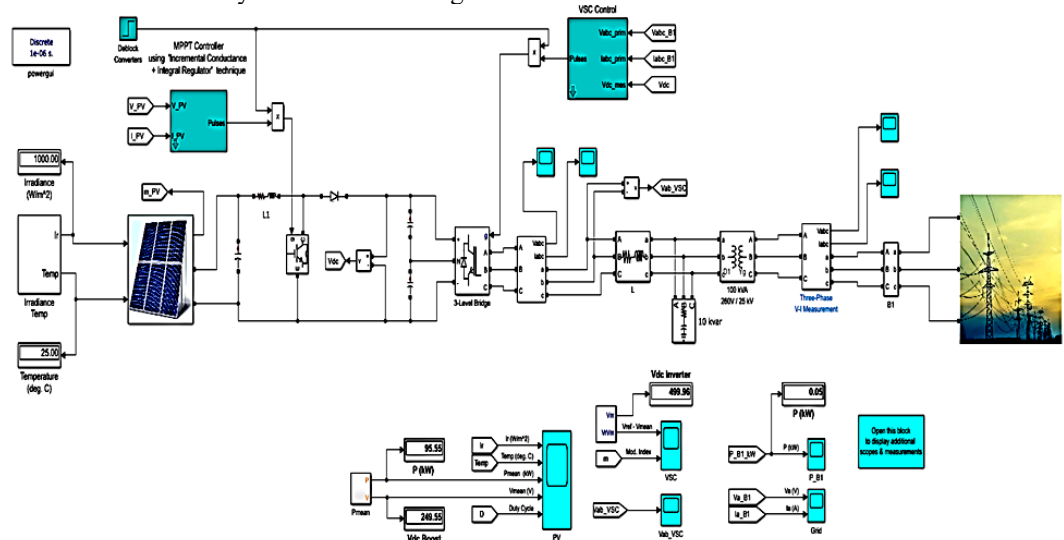 Discrete
1e-06 s.
powergui
Deblock
Converters
MPPT Controller
using "Incremental Conductance
+ Integral Regulator" technique
V_PV
I_PV
V_PV
I_PV
Pulses
x
x
VSC Control
Vabc_prim
Iabc_prim
Vdc_mes
Pulses
Vabc_B1
Iabc_B1
Vdc
1000.00
Irradiance
(W/m^2)
Ir
Temp
Irradiance
Temp
25.00
Temperature
(deg. C)
m_PV
L1
Vdc
v
+
-
g
+
N
-
A
B
C
3-Level Bridge
A
B
C
Vabc
Iabc
a
b
c
Vab_VSC
A
B
C
a
b
c
L
A B C
10 kvar
A
B
C
a
b
c
D1
Yg
100 kVA
260V / 25 kV
A
B
C
Vabc
Iabc
a
b
c
Three-Phase
V-I Measurement
A
B
C
a
b
c
B1
95.55
P (kW)
P
V
Pmean
249.55
Vdc Boost
Ir
Temp
D
Ir (W/m^2)
Temp (deg. C)
Pmean (kW)
Vmean (V)
Duty Cycle
PV
Vdc Inverter
499.96
Vm
Vref - Vmean
m
Mod. Index
VSC
Vab_VSC
Vab_VSC
0.05
P (kW)
P_B1_kW
P (kW)
P_B1
Va_B1
Ia_B1
Va (V)
Ia (A)
Grid
Open this block
to display additional
scopes & measurements